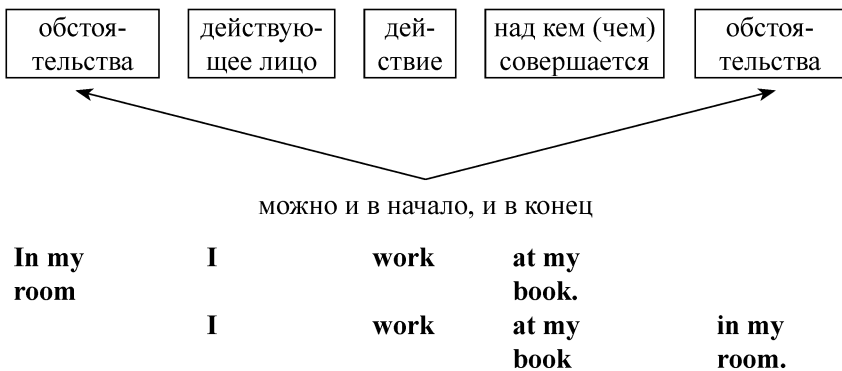 обстоя- действую- дей- над кем (чем) обстоя-
тельства щее лицо ствие совершается тельства
можно и в начало, и в конец
In my I work at my
room book.
I work at my in my
book room.